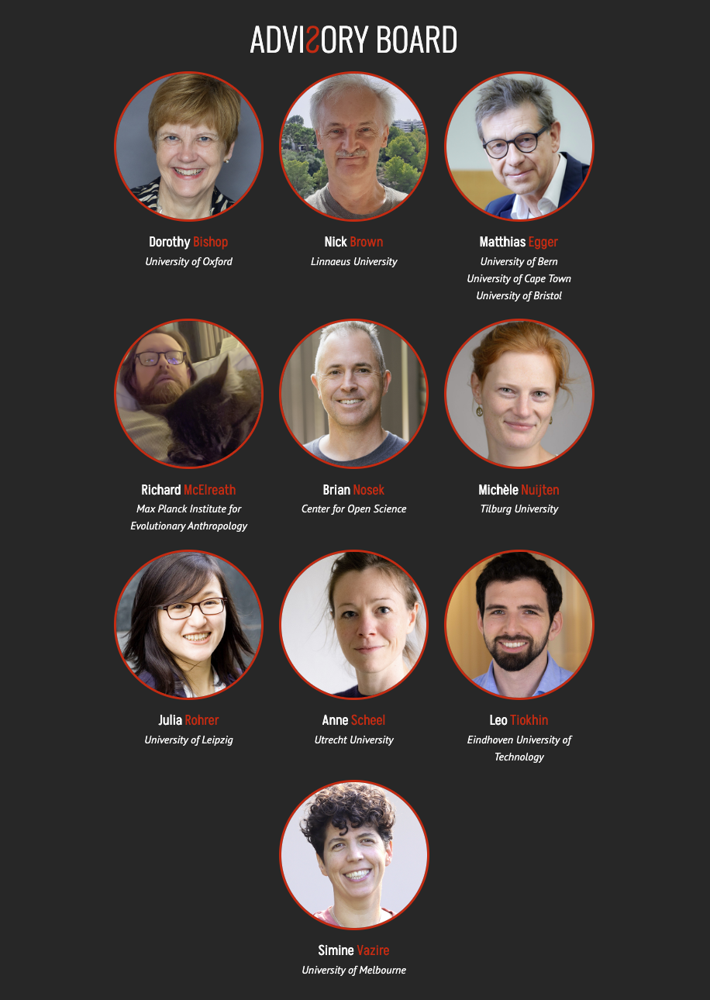 ADVISORY BOARD
Dorothy Bishop
University of Oxford
Nick Brown
Linnaeus University
Matthias Egger
University of Bern
University of Cape Town
University of Bristol
Richard McElreath
Max Planck Institute for
Evolutionary Anthropology
Brian Nosek
Center for Open Science
Michèle Nuijten
Tilburg University
Julia Rohrer
University of Leipzig
Anne Scheel
Utrecht University
Leo Tiokhin
Eindhoven University of
Technology
Simine Vazire
University of Melbourne